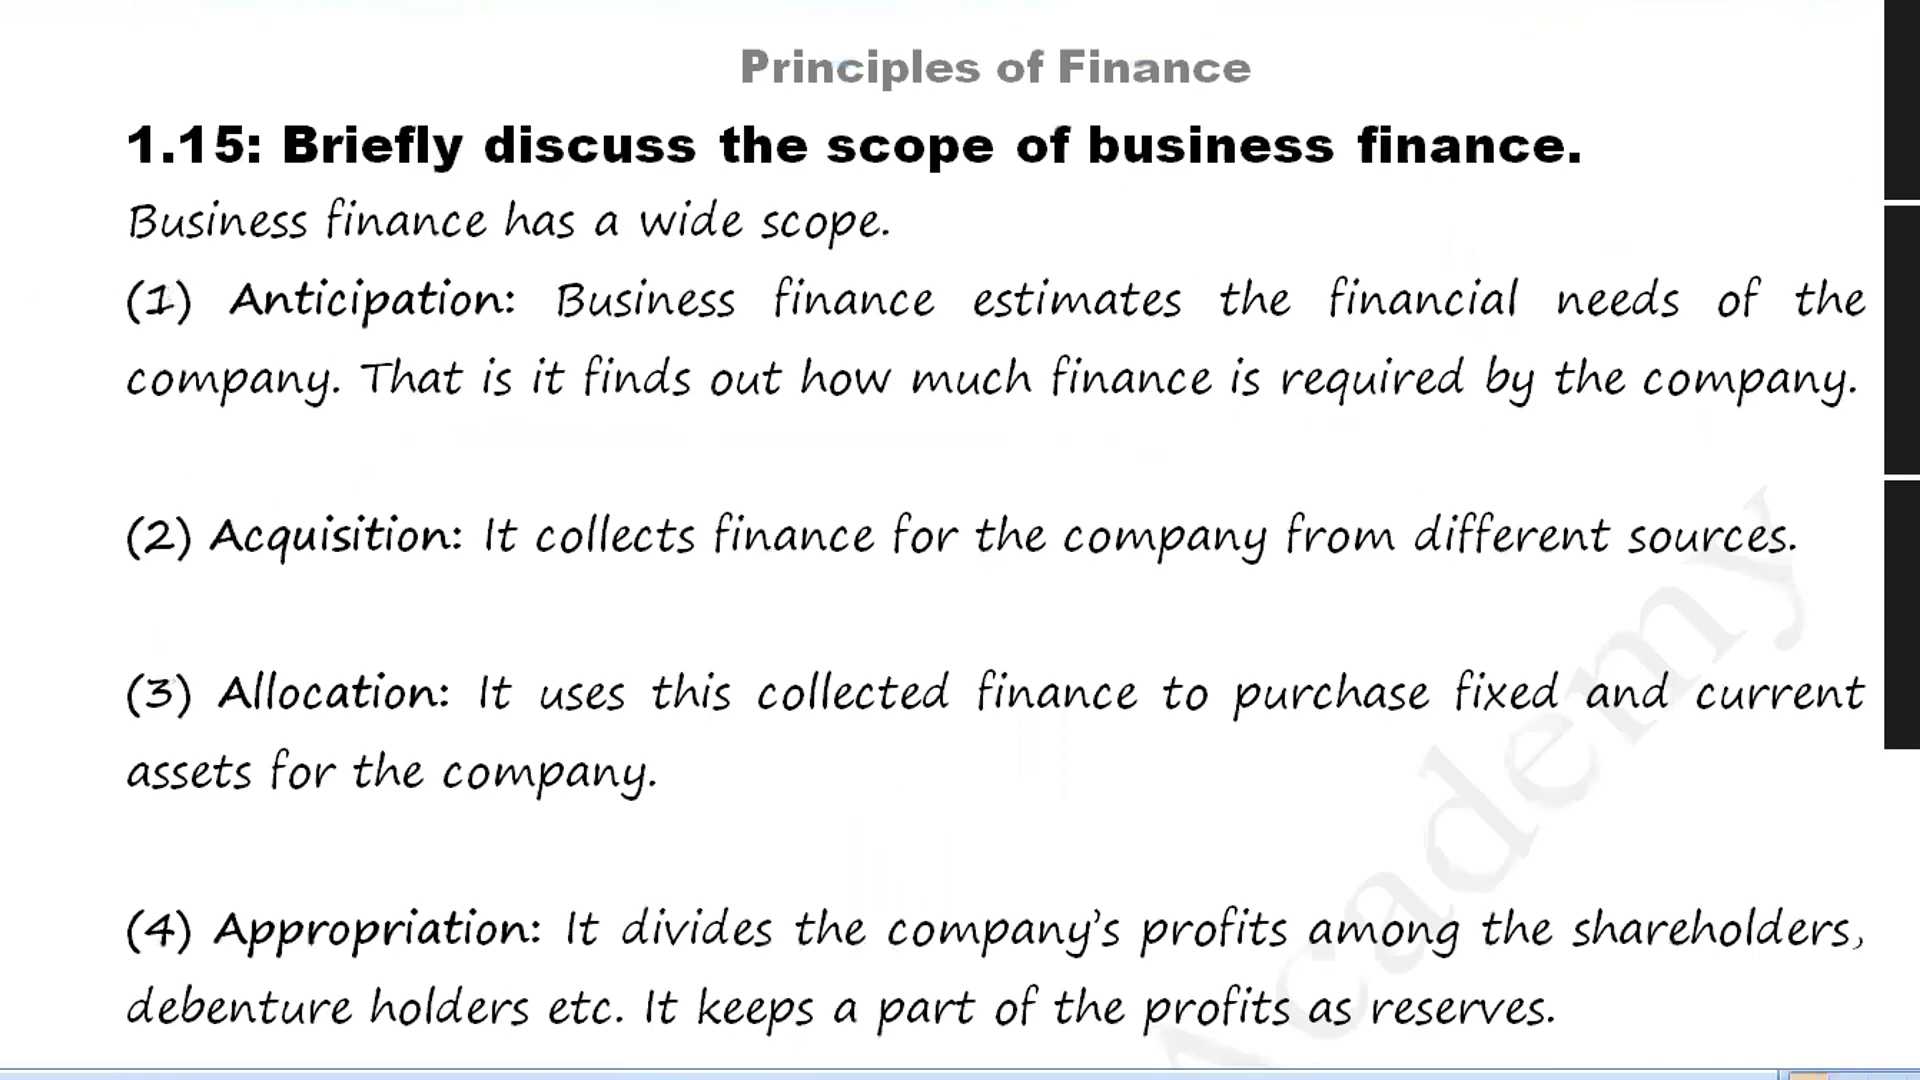 Principles of Finance
1.15: Briefly discuss the scope of business finance.
Business finance has a wide scope.
(1) Anticipation: Business finance estimates the financial needs of the
company. That is it finds out how much finance is required by the company.
(2) Acquisition: It collects finance for the company from different sources.
(3) Allocation: It uses this collected finance to purchase fixed and current
assets for the company.
(4) Appropriation: It divides the company’s profits among the shareholders,
debenture holders etc. It keeps a part of the profits as reserves.
Academy